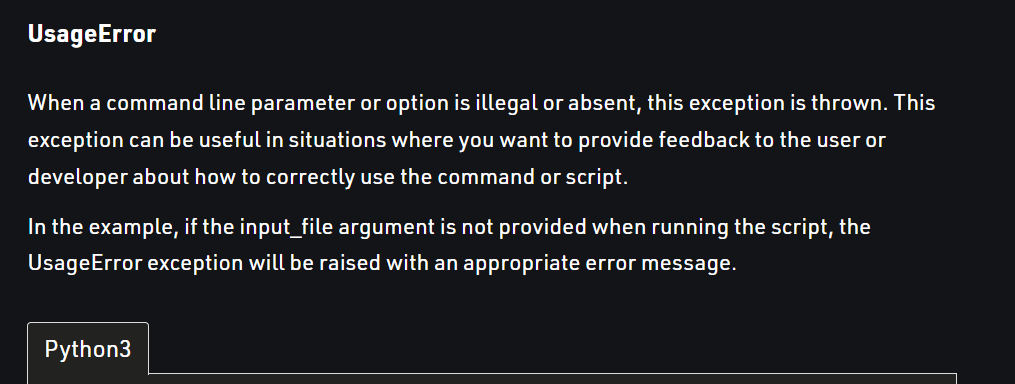 UsageError
When a command line parameter or option is illegal or absent, this exception is thrown. This
exception can be useful in situations where you want to provide feedback to the user or
developer about how to correctly use the command or script.
In the example, if the input_file argument is not provided when running the script, the
UsageError exception will be raised with an appropriate error message.
Python3